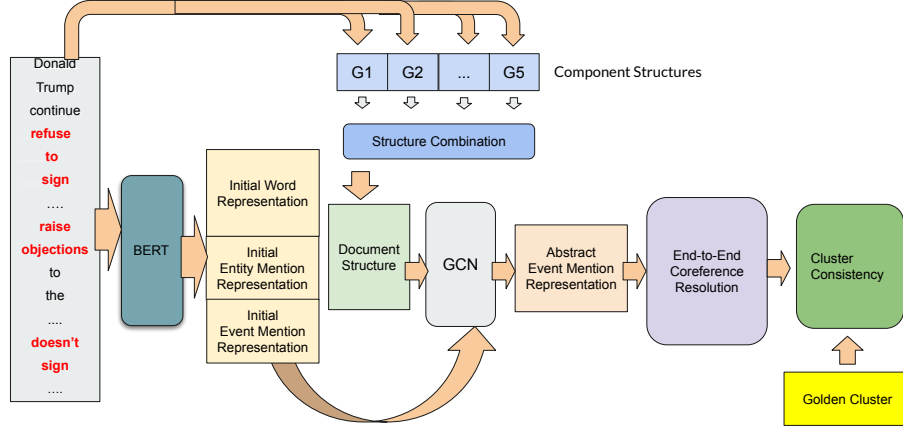 Donald
Trump
continue
refuse
to
sign
....
raise
objections
to
the
....
doesn't
sign
....
BERT
Initial Word
Representation
Initial
Entity Mention
Representation
Initial
Event Mention
Representation
G1
G2
...
G5
Component Structures
Structure Combination
Document
Structure
GCN
Abstract
Event Mention
Representation
End-to-End
Coreference
Resolution
Cluster
Consistency
Golden Cluster